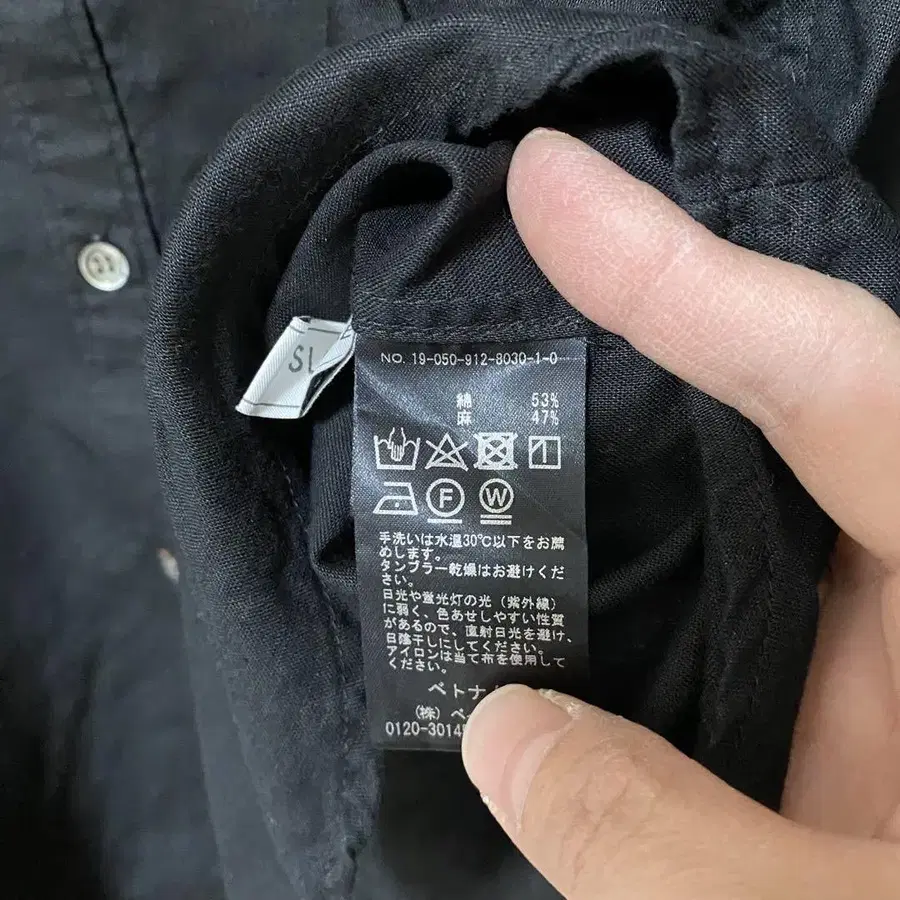 NO. 19-050-912-8030-1-0
綿 53%
麻 47%
F
W
手洗いは水温30℃以下をお薦
めします。
タンブラー乾燥はお避けくだ
さい。
日光や蛍光灯の光（紫外線）
に弱く、色あせしやすい性質
があるので、直射日光を避け、
日陰干しにしてください。
アイロンは当て布を使用して
ください。
ベトナ
(株)
0120-3014